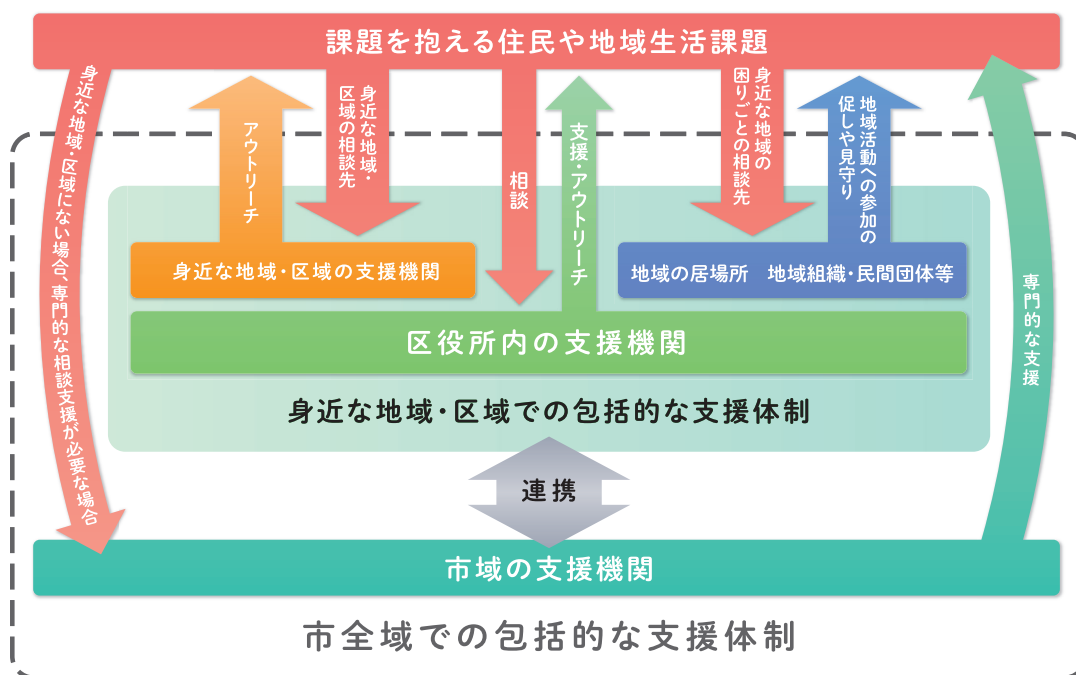 課題を抱える住民や地域生活課題
身近な地域・区域にない場合、専門的な相談支援が必要な場合
アウトリーチ
身近な地域・
区域の相談先
相談
支援・アウトリーチ
身近な地域の
困りごとの相談先
地域活動への参加の
促しや見守り
専門的な支援
身近な地域・区域の支援機関
地域の居場所 地域組織・民間団体等
区役所内の支援機関
身近な地域・区域での包括的な支援体制
連携
市域の支援機関
市全域での包括的な支援体制